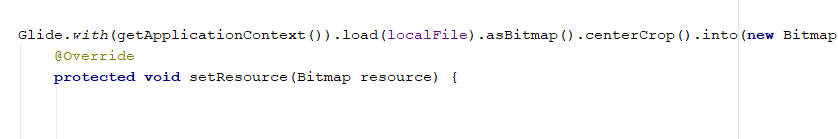 Glide.with(getApplicationContext()).load(localFile).asBitmap().centerCrop().into(new Bitmap
@Override
protected void setResource(Bitmap resource) {